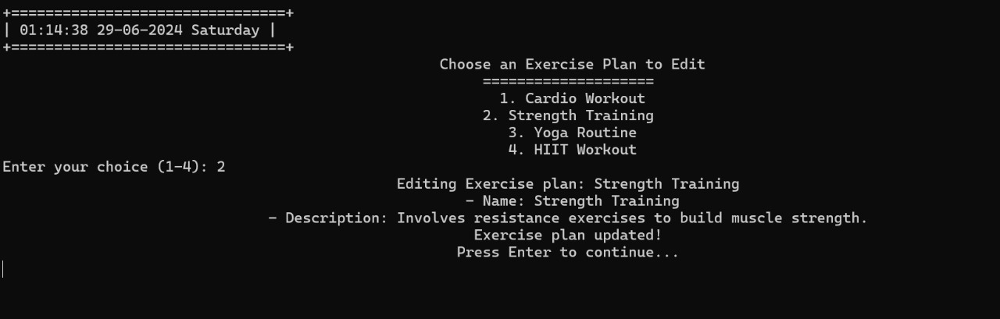 +================================+
| 01:14:38 29-06-2024 Saturday |
+================================+
Choose an Exercise Plan to Edit
====================
1. Cardio Workout
2. Strength Training
3. Yoga Routine
4. HIIT Workout
Enter your choice (1-4): 2
Editing Exercise plan: Strength Training
- Name: Strength Training
- Description: Involves resistance exercises to build muscle strength.
Exercise plan updated!
Press Enter to continue...